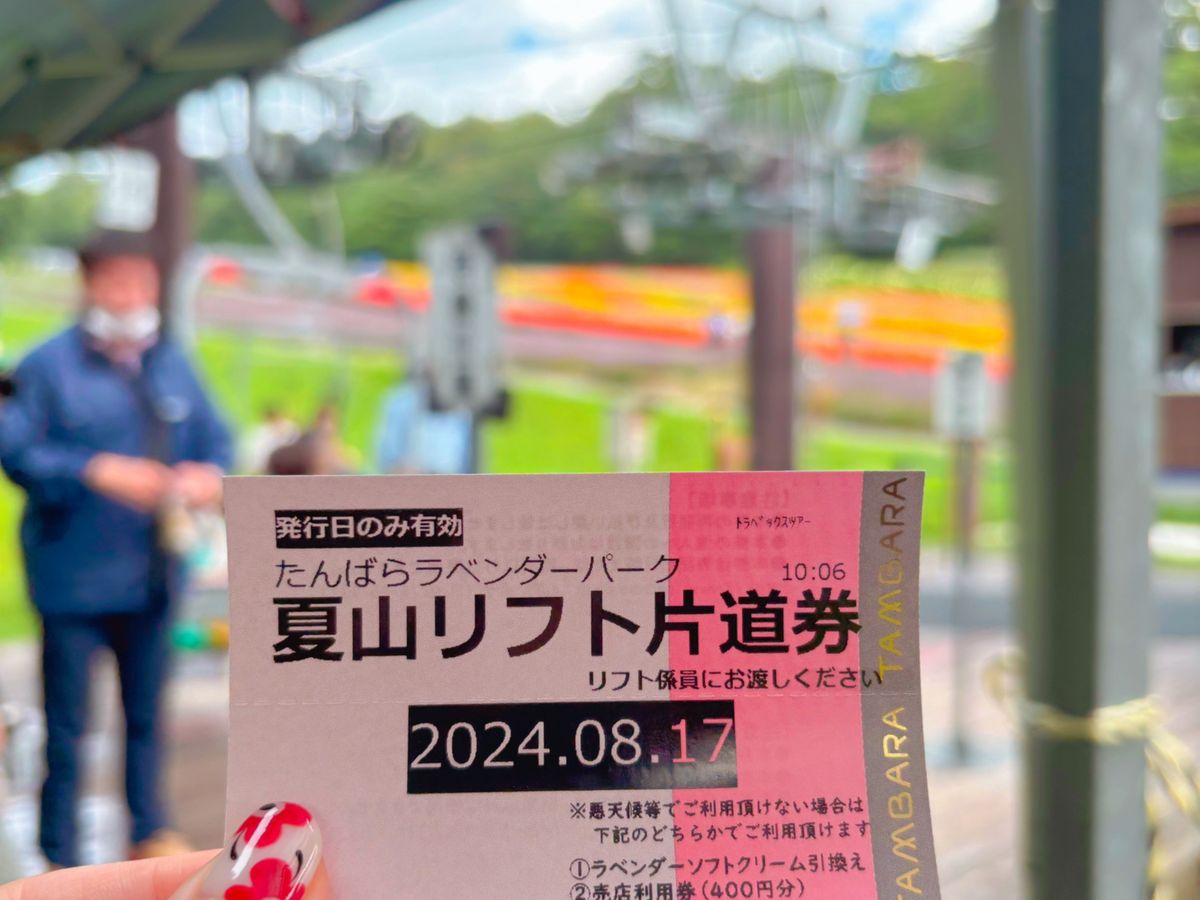 発行日のみ有効
トラベックスツアー
たんばらラベンダーパーク
10:06
夏山リフト片道券
リフト係員にお渡しください
2024.08.17
※悪天候等でご利用頂けない場合は
下記のどちらかでご利用頂けます
①ラベンダーソフトクリーム引換え
②売店利用券(400円分)
TAMBARA
TAMBARA